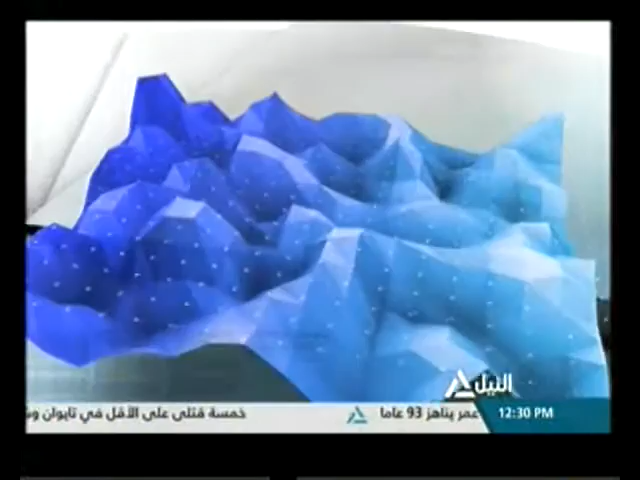 النيل
12:30 PM
عمر يناهز 93 عاما
خمسة قتلى على الأقل في تايوان